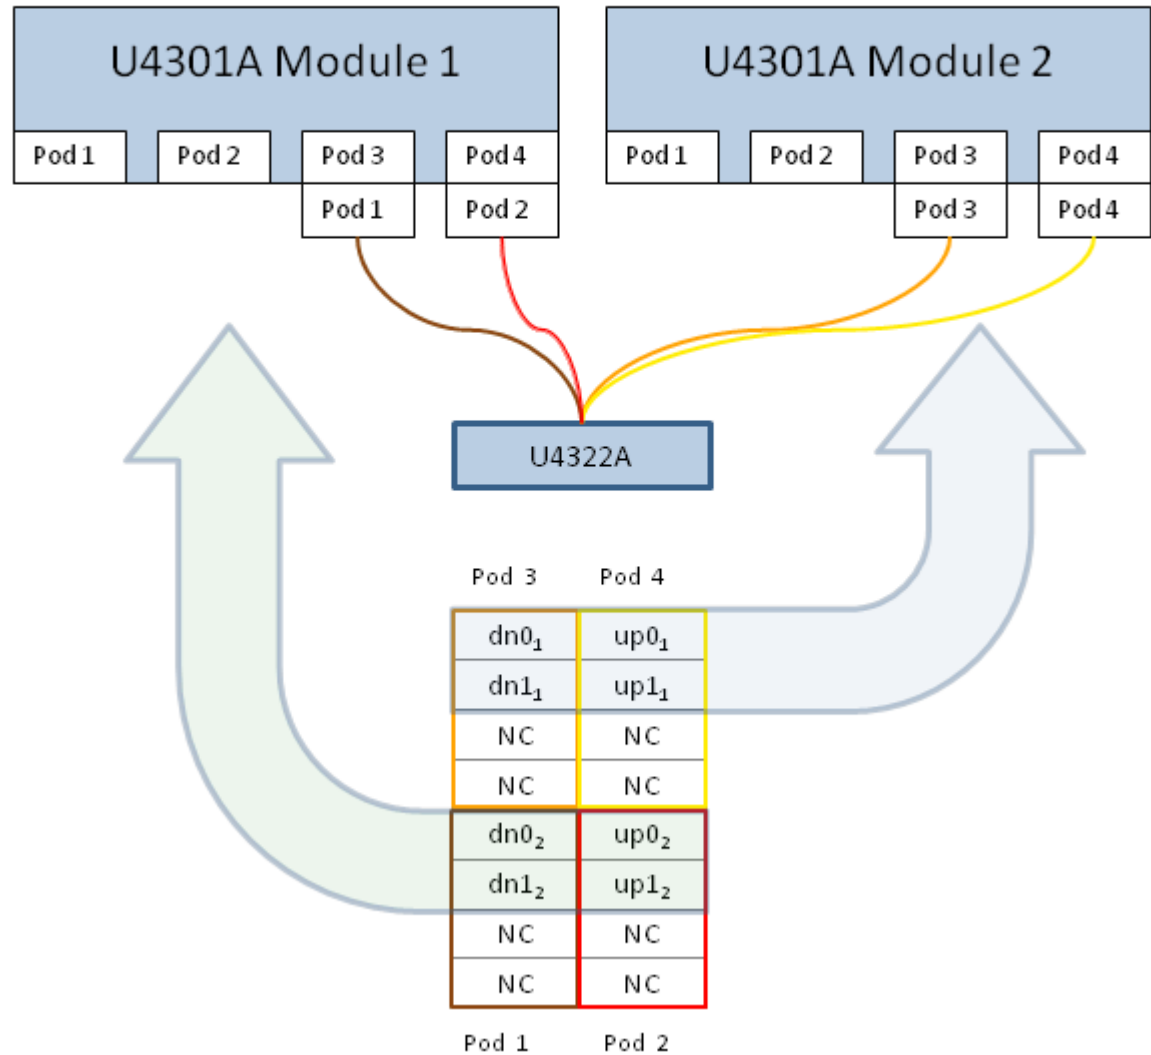 U4301A Module 1 U4301A Module 2
Pod 1 Pod 2 Pod 3 Pod 4 Pod 1 Pod 2 Pod 3 Pod 4
Pod 1 Pod 2 Pod 3 Pod 4
U4322A
Pod 3 Pod 4
dn0₁ up0₁
dn1₁ up1₁
NC NC
NC NC
dn0₂ up0₂
dn1₂ up1₂
NC NC
NC NC
Pod 1 Pod 2